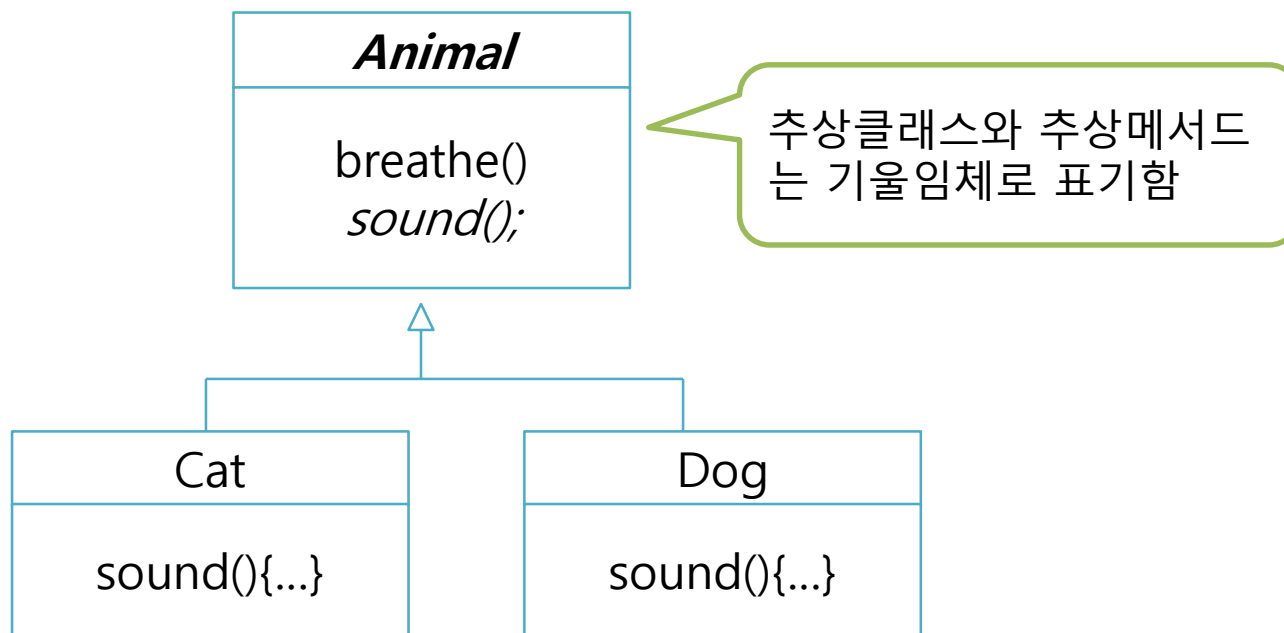 Animal
breathe()
sound();
추상클래스와 추상메서드
는 기울임체로 표기함
Cat
sound(){...}
Dog
sound(){...}